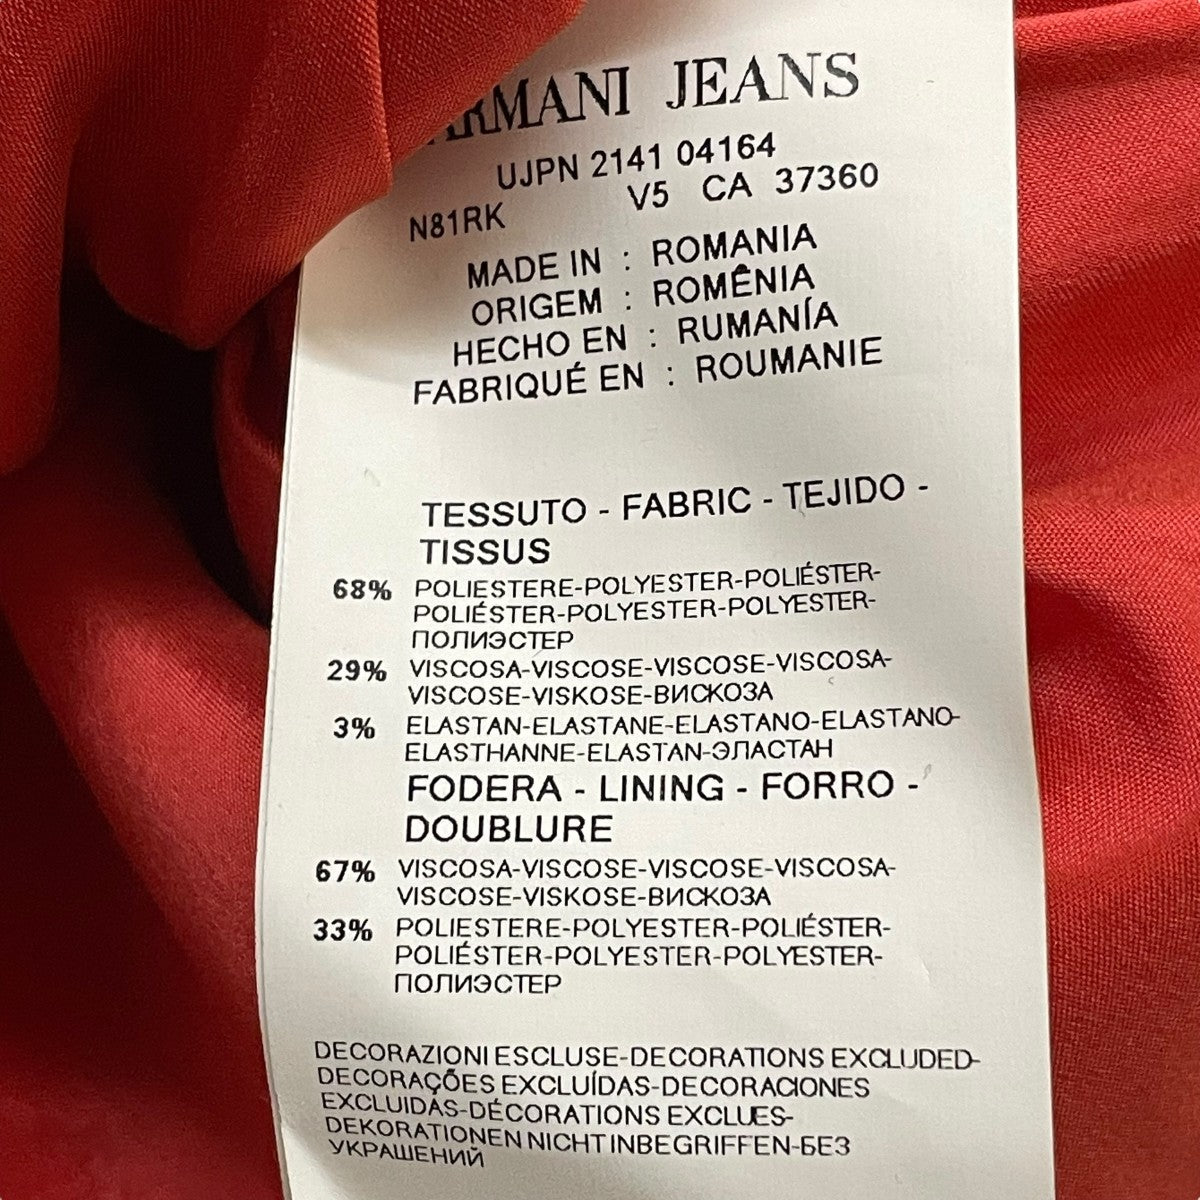 ARMANI JEANS
UJPN 2141 04164
N81RK V5 CA 37360
MADE IN : ROMANIA
ORIGEM : ROMÊNIA
HECHO EN : RUMANÍA
FABRIQUÉ EN : ROUMANIE
TESSUTO - FABRIC - TEJIDO -
TISSUS
68% POLIESTERE-POLYESTER-POLIÉSTER-
POLIÉSTER-POLYESTER-POLYESTER-
ПОЛИЭСТЕР
29% VISCOSA-VISCOSE-VISCOSE-VISCOSA-
VISCOSE-VISKOSE-ВИСКОЗА
3% ELASTAN-ELASTANE-ELASTANO-ELASTANO-
ELASTHANNE-ELASTAN-ЭЛАСТАН
FODERA - LINING - FORRO -
DOUBLURE
67% VISCOSA-VISCOSE-VISCOSE-VISCOSA-
VISCOSE-VISKOSE-ВИСКОЗА
33% POLIESTERE-POLYESTER-POLIÉSTER-
POLIÉSTER-POLYESTER-POLYESTER-
ПОЛИЭСТЕР
DECORAZIONI ESCLUSE-DECORATIONS EXCLUDED-
DECORAÇÕES EXCLUÍDAS-DECORACIONES
EXCLUIDAS-DÉCORATIONS EXCLUES-
DEKORATIONEN NICHT INBEGRIFFEN-БЕЗ
УКРАШЕНИЙ